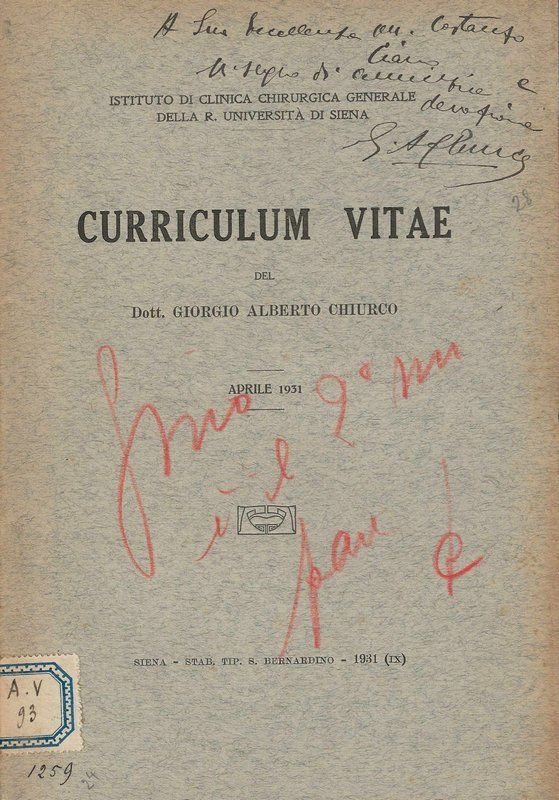 A Sua Eccellenza on. Costanzo
Ciano
in segno di ammirazione e
devozione
G. A. Chiurco
ISTITUTO DI CLINICA CHIRURGICA GENERALE
DELLA R. UNIVERSITÀ DI SIENA
28
CURRICULUM VITAE
DEL
Dott. GIORGIO ALBERTO CHIURCO
APRILE 1931
il
SIENA - STAB. TIP. S. BERNARDINO - 1931 (IX)
A.V
93
1259
24